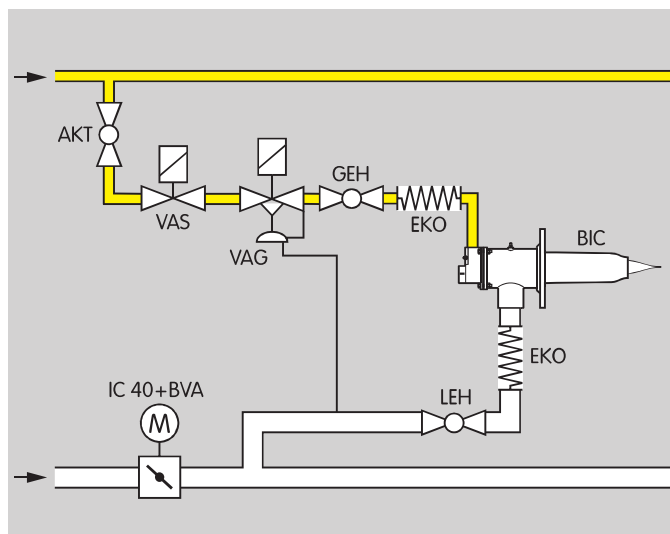 AKT
VAS
VAG
GEH
EKO
BIC
EKO
LEH
IC 40+BVA
M